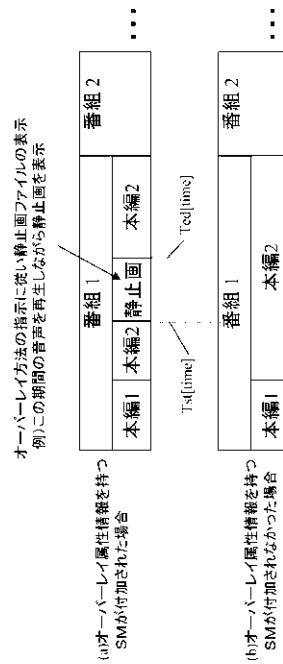 オーバーレイ方法の指示に従い静止画ファイルの表示
例)この期間の音声を再生しながら静止画を表示
(a)オーバーレイ属性情報を持つ
SMが付加された場合
番組 1
番組 2
本編1
本編2
静止画
本編2
•••
Tst[time]
Ted[time]
(b)オーバーレイ属性情報を持つ
SMが付加されなかった場合
番組 1
番組 2
本編1
本編2
•••